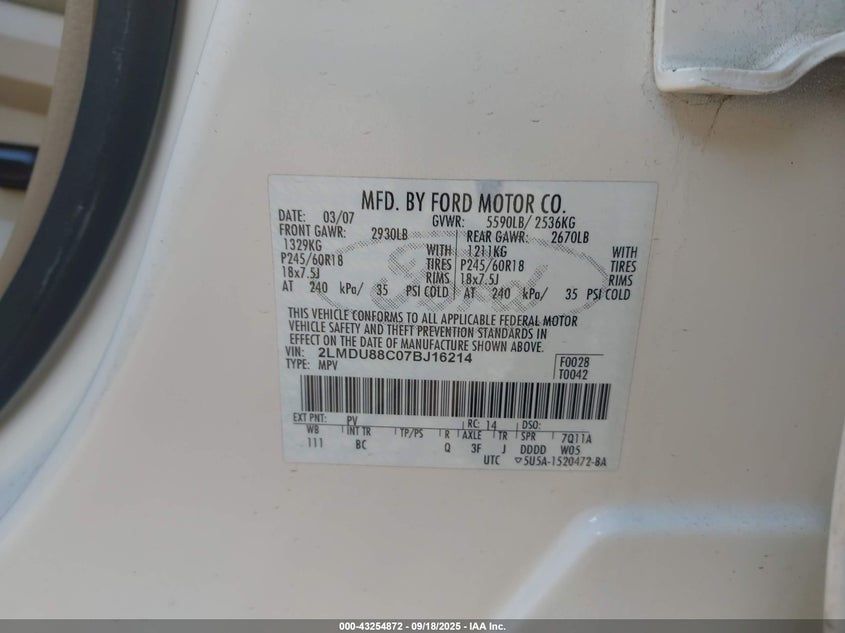 MFD. BY FORD MOTOR CO.
DATE: 03/07 GVWR: 5590LB/ 2536KG
FRONT GAWR: 2930LB REAR GAWR: 2670LB
1329KG WITH 1211KG WITH
P245/60R18 TIRES P245/60R18 TIRES
18x7.5J RIMS 18x7.5J RIMS
AT 240 kPa/ 35 PSI COLD AT 240 kPa/ 35 PSI COLD
Ford
THIS VEHICLE CONFORMS TO ALL APPLICABLE FEDERAL MOTOR
VEHICLE SAFETY AND THEFT PREVENTION STANDARDS IN
EFFECT ON THE DATE OF MANUFACTURE SHOWN ABOVE.
VIN: 2LMDU88C07BJ16214 F0028
TYPE: MPV T0042
EXT PNT: PV RC: 14 DSO:
WB INT TR TP/PS R AXLE TR SPR 7Q11A
111 BC Q 3F J DDDD W05
UTC ▽5U5A-1520472-BA
000-43254872 - 09/18/2025 - © IAA Inc.